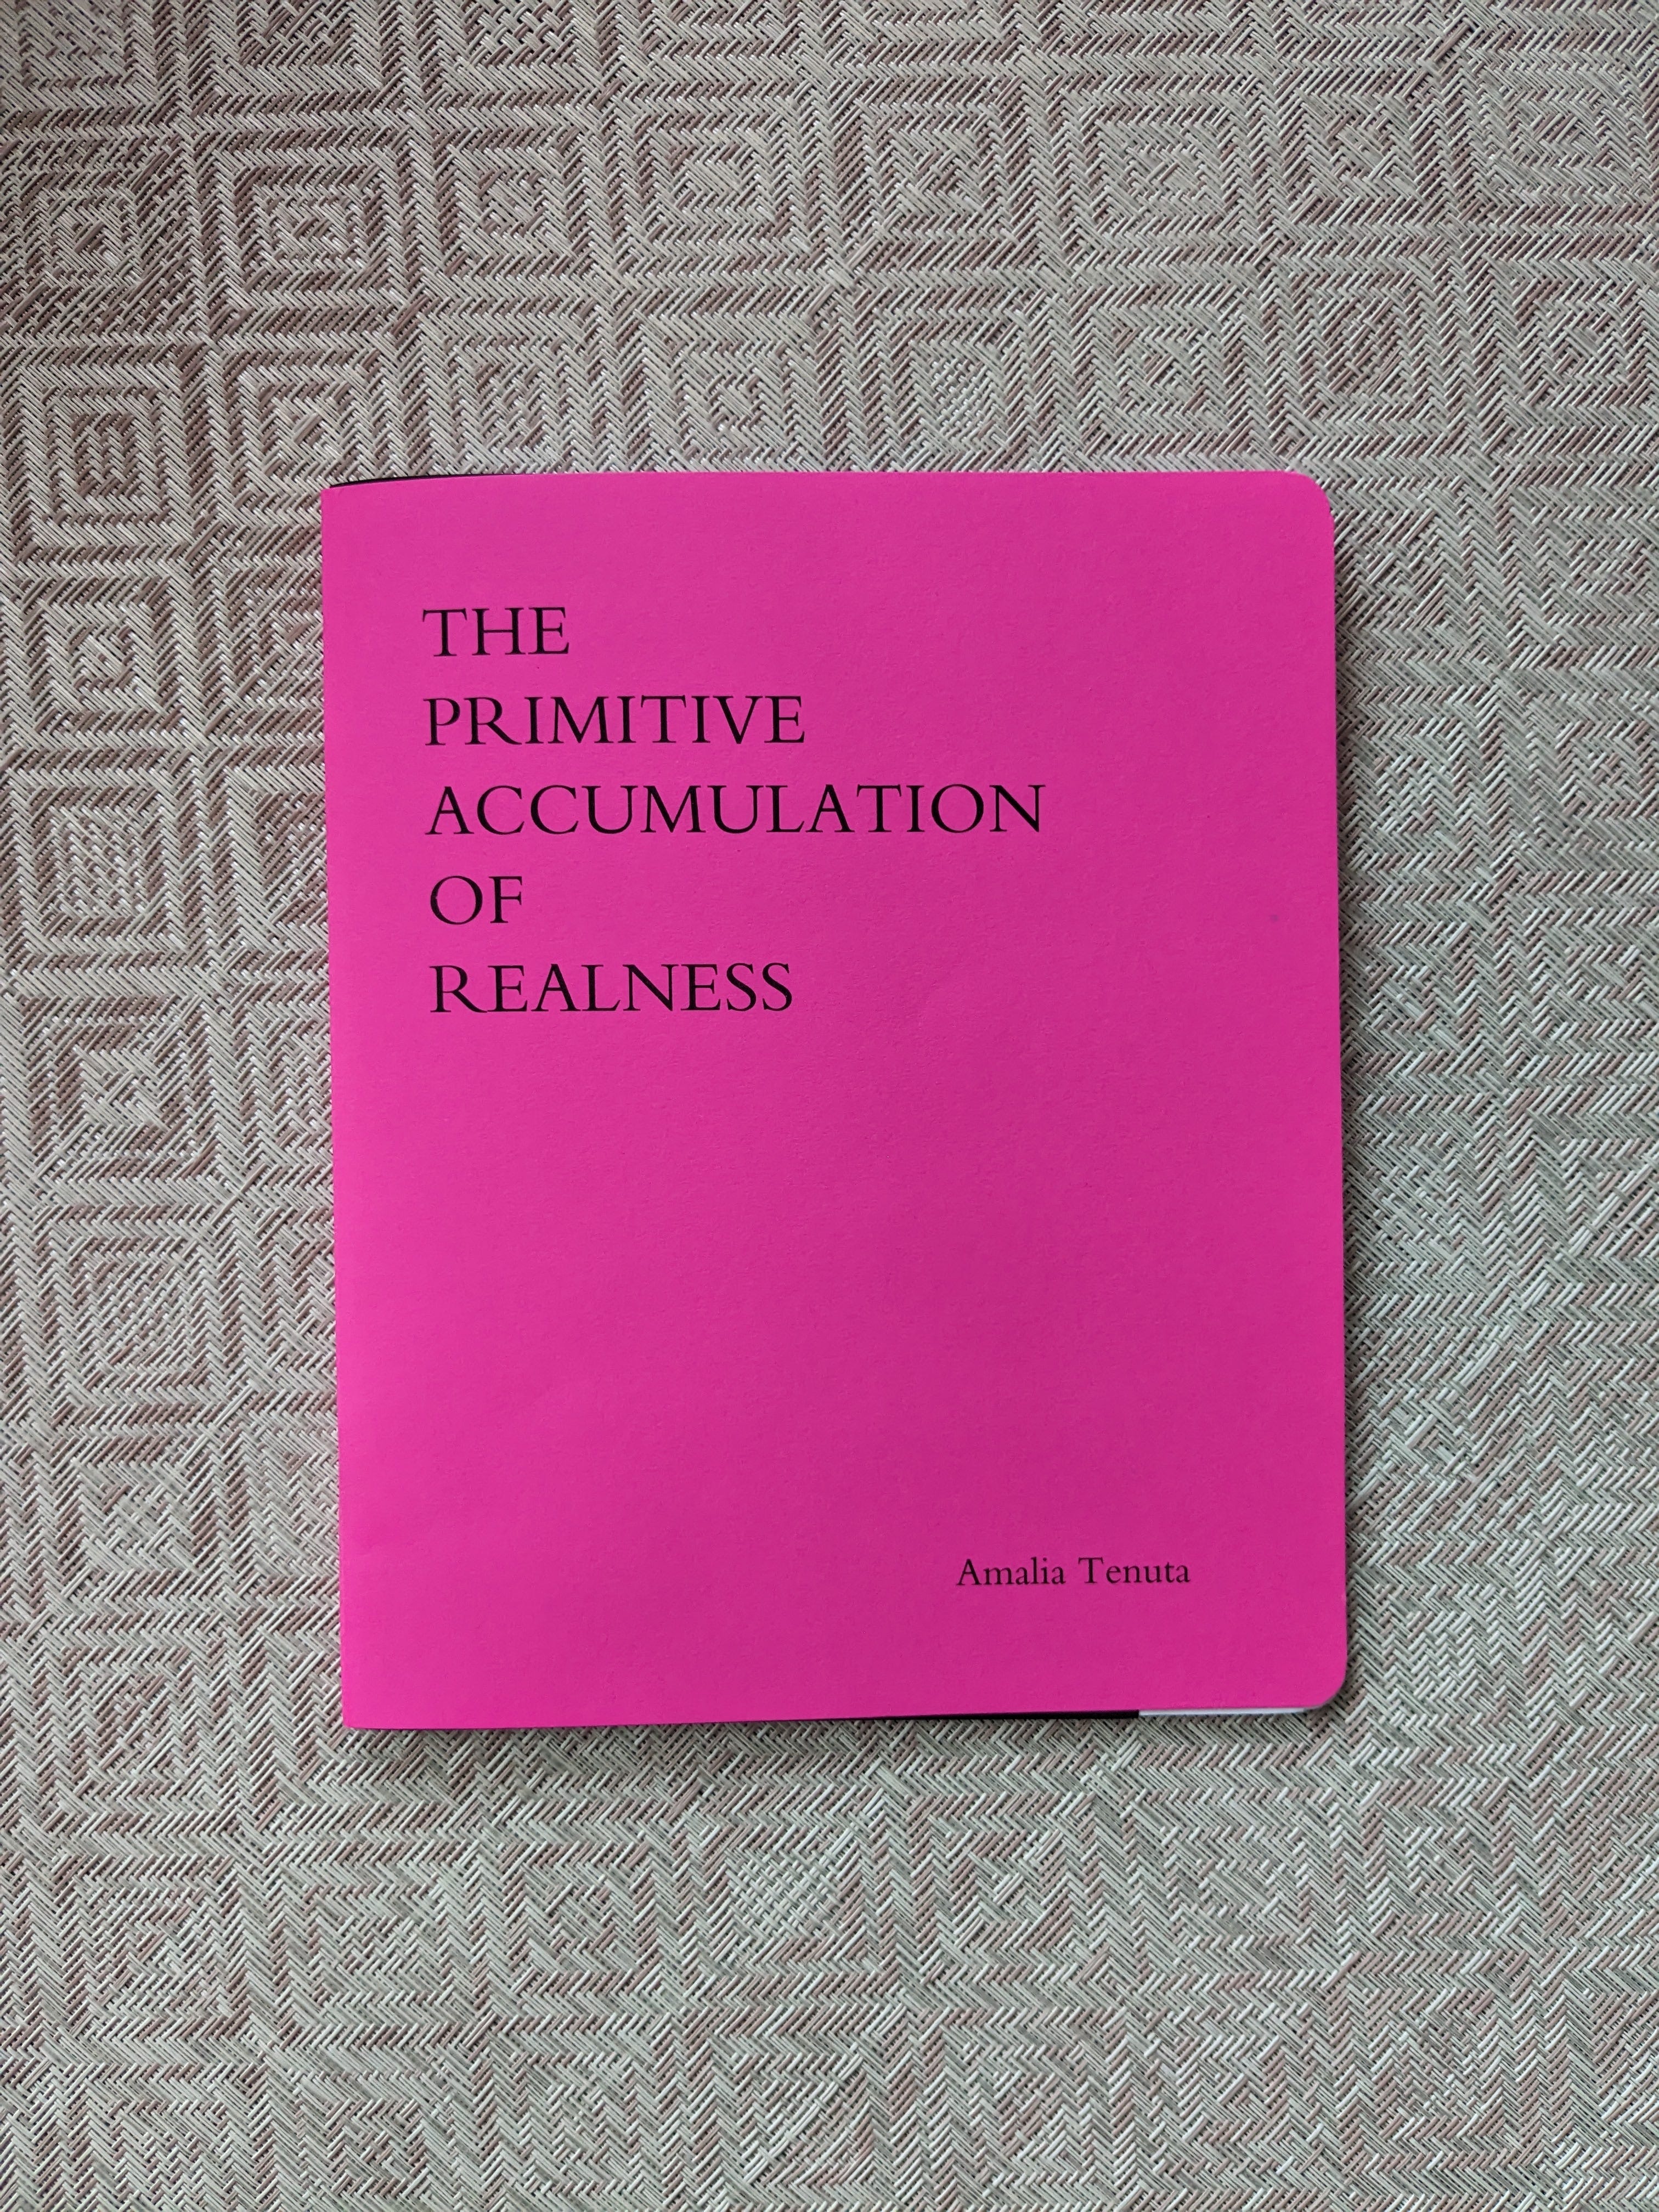 THE
PRIMITIVE
ACCUMULATION
OF
REALNESS
Amalia Tenuta